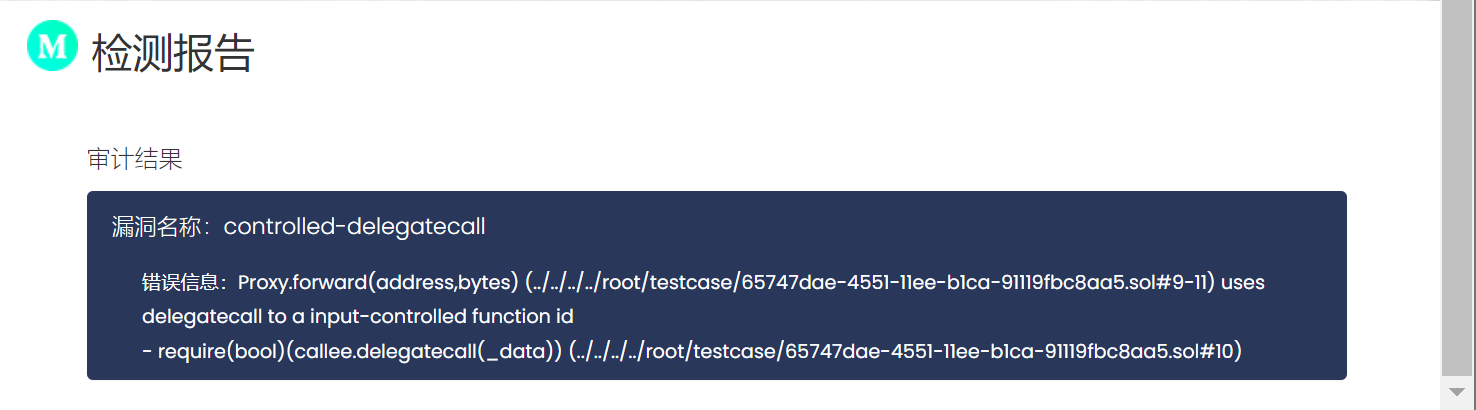 M 检测报告
审计结果
漏洞名称：controlled-delegatecall
错误信息：Proxy.forward(address,bytes) (../../../../root/testcase/65747dae-4551-11ee-b1ca-91119fbc8aa5.sol#9-11) uses
delegatecall to a input-controlled function id
- require(bool)(callee.delegatecall(_data)) (../../../../root/testcase/65747dae-4551-11ee-b1ca-91119fbc8aa5.sol#10)